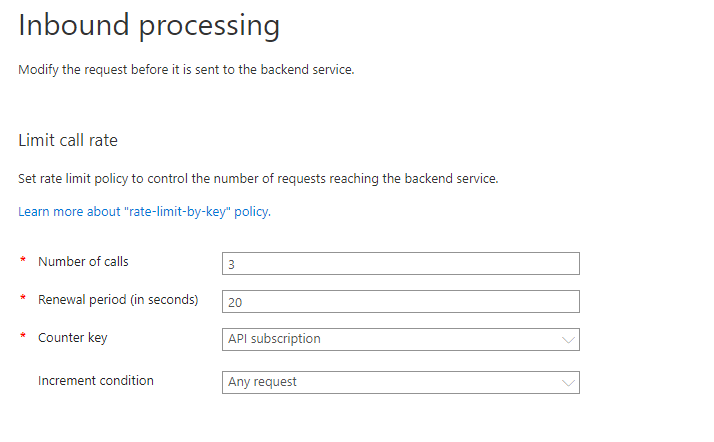 Inbound processing
Modify the request before it is sent to the backend service.
Limit call rate
Set rate limit policy to control the number of requests reaching the backend service.
Learn more about "rate-limit-by-key" policy.
* Number of calls 3
* Renewal period (in seconds) 20
* Counter key API subscription
Increment condition Any request